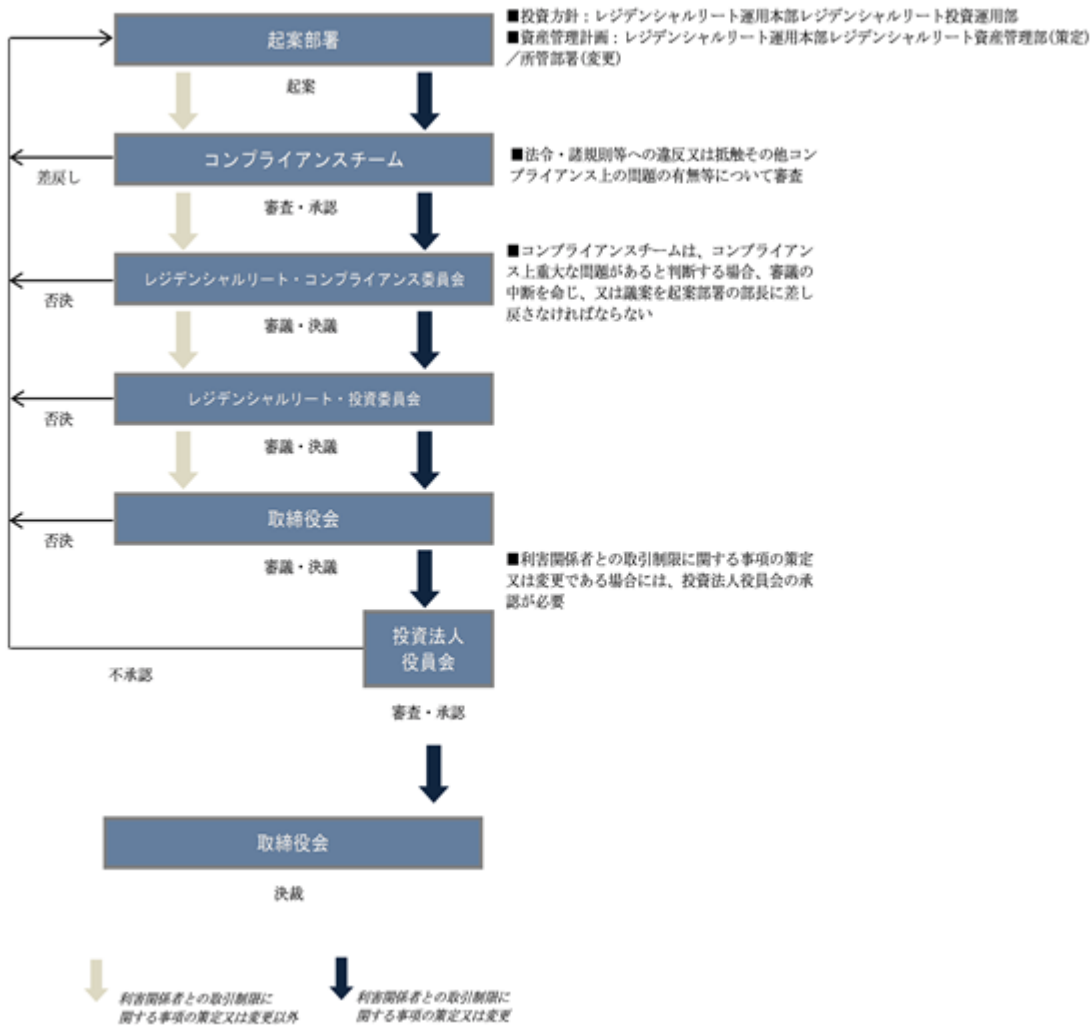 起案部署
■投資方針：レジデンシャルリート運用本部レジデンシャルリート投資運用部
■資産管理計画：レジデンシャルリート運用本部レジデンシャルリート資産管理部(策定)
／所管部署(変更)
起案
コンプライアンスチーム
■法令・諸規則等への違反又は抵触その他コン
プライアンス上の問題の有無等について審査
差戻し
審査・承認
レジデンシャルリート・コンプライアンス委員会
■コンプライアンスチームは、コンプライアン
ス上重大な問題があると判断する場合、審議の
中断を命じ、又は議案を起案部署の部長に差し
戻さなければならない
否決
審議・決議
レジデンシャルリート・投資委員会
否決
審議・決議
取締役会
否決
審議・決議
■利害関係者との取引制限に関する事項の策定
又は変更である場合には、投資法人役員会の承
認が必要
投資法人
役員会
不承認
審査・承認
取締役会
決裁
利害関係者との取引制限に
関する事項の策定又は変更以外
利害関係者との取引制限に
関する事項の策定又は変更